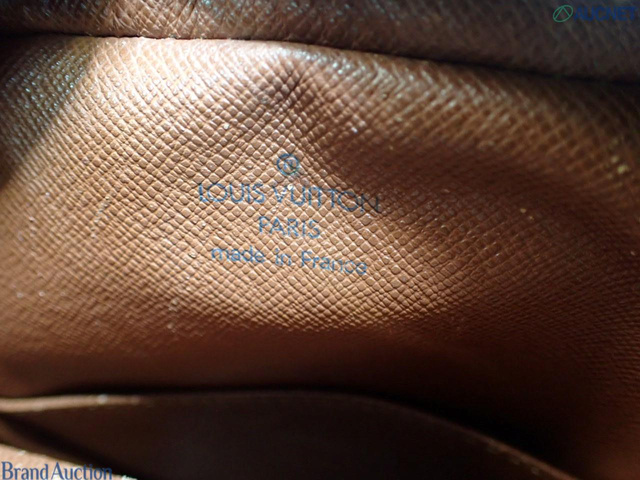 LOUIS VUITTON
PARIS
made in France
Brand Auction